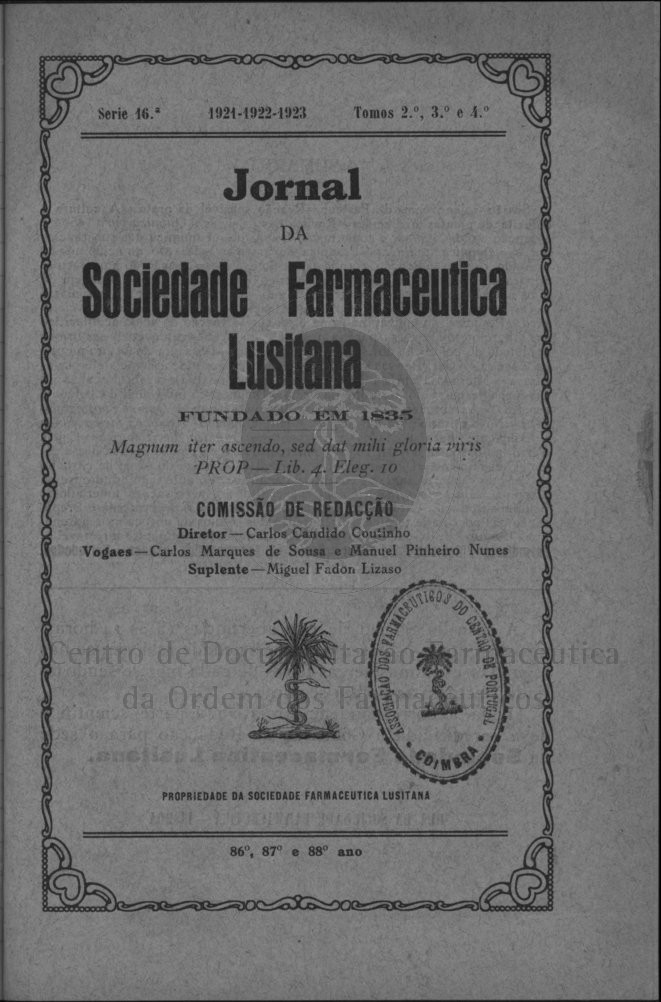 Serie 16.ª 1921-1922-1923 Tomos 2.º, 3.º e 4.º
Jornal
DA
Sociedade Farmaceutica
Lusitana
FUNDADO EM 1835
Magnum iter ascendo, sed dat mihi gloria viris
PROP—Lib. 4. Eleg. 10
COMISSÃO DE REDACÇÃO
Diretor—Carlos Candido Coutinho
Vogaes—Carlos Marques de Sousa e Manuel Pinheiro Nunes
Suplente—Miguel Fadon Lizaso
ASSOCIAÇÃO DOS FARMACEUTICOS DO CENTRO DE PORTUGAL
• COIMBRA •
Centro de Documentação Farmacêutica
da Ordem dos Farmacêuticos
PROPRIEDADE DA SOCIEDADE FARMACEUTICA LUSITANA
86º, 87º e 88º ano